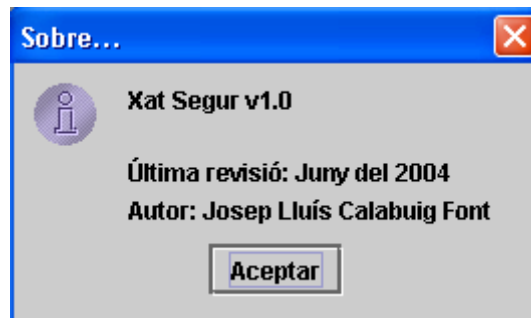 Sobre...
Xat Segur v1.0
Última revisió: Juny del 2004
Autor: Josep Lluís Calabuig Font
Aceptar